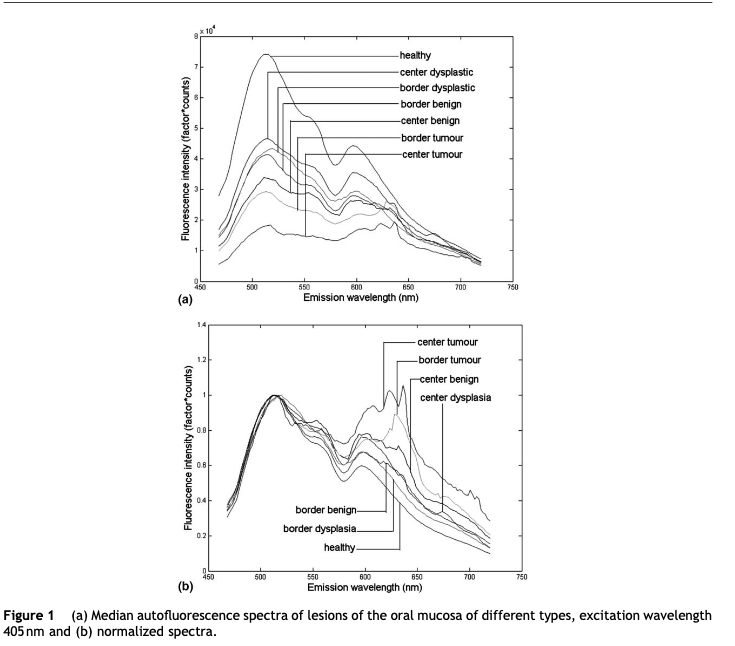 8 x 10⁴
7
6
5
4
3
2
1
0
Fluorescence intensity (factor*counts)
healthy
center dysplastic
border dysplastic
border benign
center benign
border tumour
center tumour
450 500 550 600 650 700 750
Emission wavelength (nm)
(a)
1.4
1.2
1
0.8
0.6
0.4
0.2
0
Fluorescence intensity (factor*counts)
center tumour
border tumour
center benign
center dysplasia
border benign
border dysplasia
healthy
450 500 550 600 650 700 750
Emission wavelength (nm)
(b)
Figure 1 (a) Median autofluorescence spectra of lesions of the oral mucosa of different types, excitation wavelength
405 nm and (b) normalized spectra.